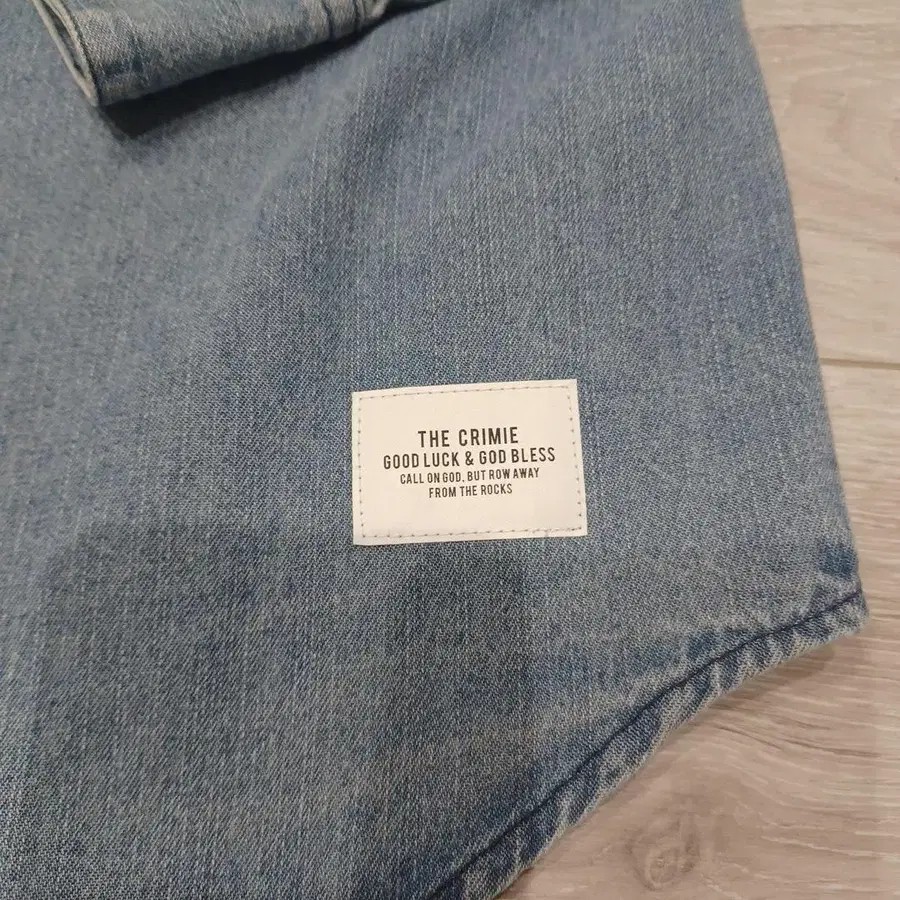 THE CRIMIE
GOOD LUCK & GOD BLESS
CALL ON GOD, BUT ROW AWAY
FROM THE ROCKS